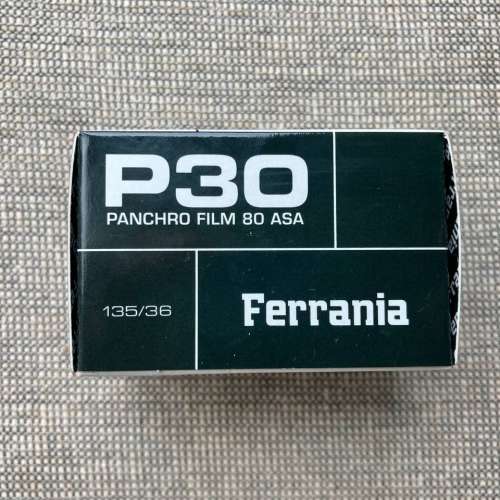 P30
PANCHRO FILM 80 ASA
135/36
Ferrania